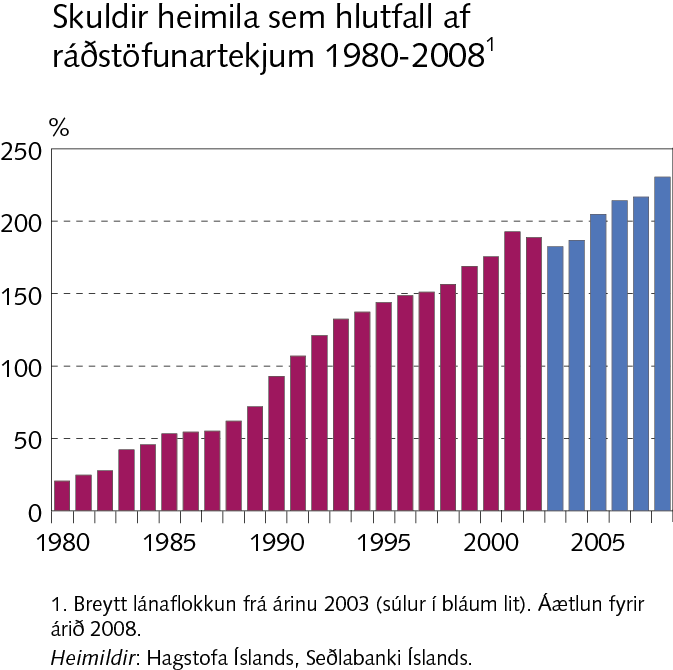 Skuldir heimila sem hlutfall af
ráðstöfunartekjum 1980-2008¹
%
250
200
150
100
50
0
1980 1985 1990 1995 2000 2005
1. Breytt lánaflokkun frá árinu 2003 (súlur í bláum lit). Áætlun fyrir
árið 2008.
Heimildir: Hagstofa Íslands, Seðlabanki Íslands.